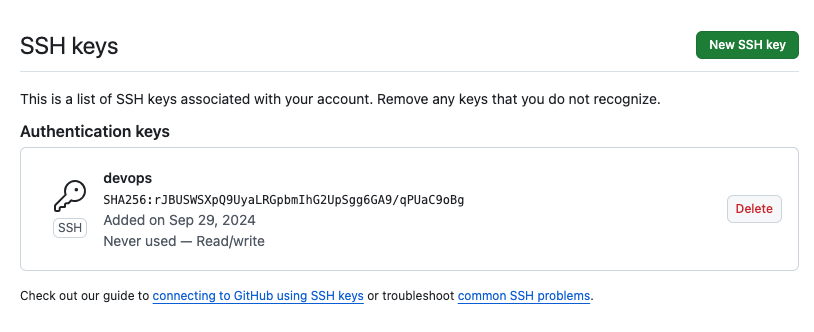 SSH keys
New SSH key
This is a list of SSH keys associated with your account. Remove any keys that you do not recognize.
Authentication keys
devops
SHA256:rJBUSWSXpQ9UyaLRGpbmIhG2UpSgg6GA9/qPUaC9oBg
Added on Sep 29, 2024
Never used — Read/write
SSH
Delete
Check out our guide to connecting to GitHub using SSH keys or troubleshoot common SSH problems.